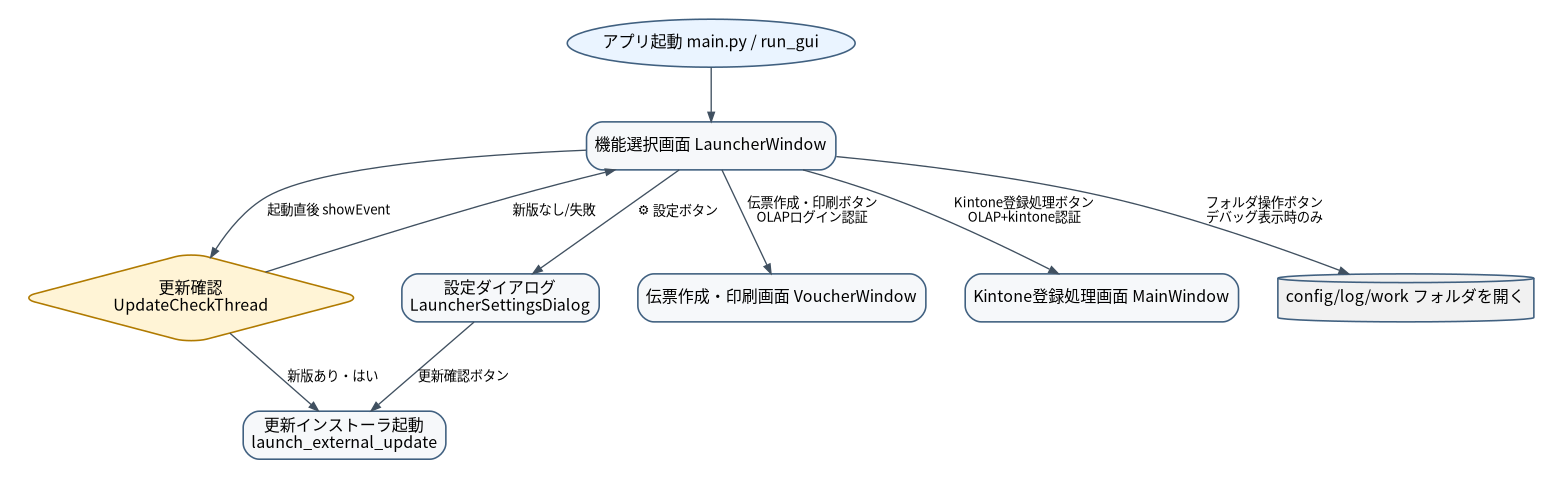 アプリ起動 main.py / run_gui
機能選択画面 LauncherWindow
起動直後 showEvent
新版なし/失敗
⚙ 設定ボタン
伝票作成・印刷ボタン
OLAPログイン認証
Kintone登録処理ボタン
OLAP+kintone認証
フォルダ操作ボタン
デバッグ表示時のみ
更新確認
UpdateCheckThread
設定ダイアログ
LauncherSettingsDialog
伝票作成・印刷画面 VoucherWindow
Kintone登録処理画面 MainWindow
config/log/work フォルダを開く
新版あり・はい
更新確認ボタン
更新インストーラ起動
launch_external_update